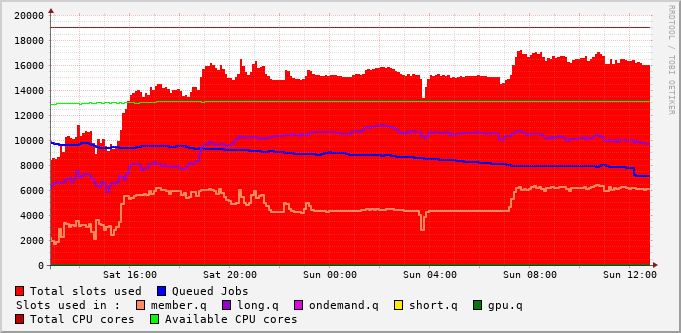 20000
18000
16000
14000
12000
10000
8000
6000
4000
2000
0
Sat 16:00 Sat 20:00 Sun 00:00 Sun 04:00 Sun 08:00 Sun 12:00
RRDTOOL / TOBI OETIKER
Total slots used Queued Jobs
Slots used in : member.q long.q ondemand.q short.q gpu.q
Total CPU cores Available CPU cores